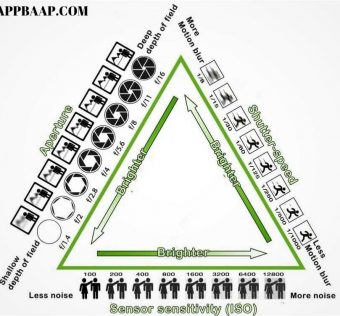 APPBAAP.COM
Deep
depth of field
Aperture
f/16
f/11
f/8
f/5.6
f/4
f/2.8
f/2
f/1.4
Shallow
depth of field
More
Motion blur
Shutter-speed
1/8
1/15
1/30
1/60
1/125
1/250
1/500
1/1000
Less
Motion blur
Brighter
Brighter
Brighter
100 200 400 800 1600 3200 6400 12800
Less noise
More noise
Sensor sensitivity (ISO)